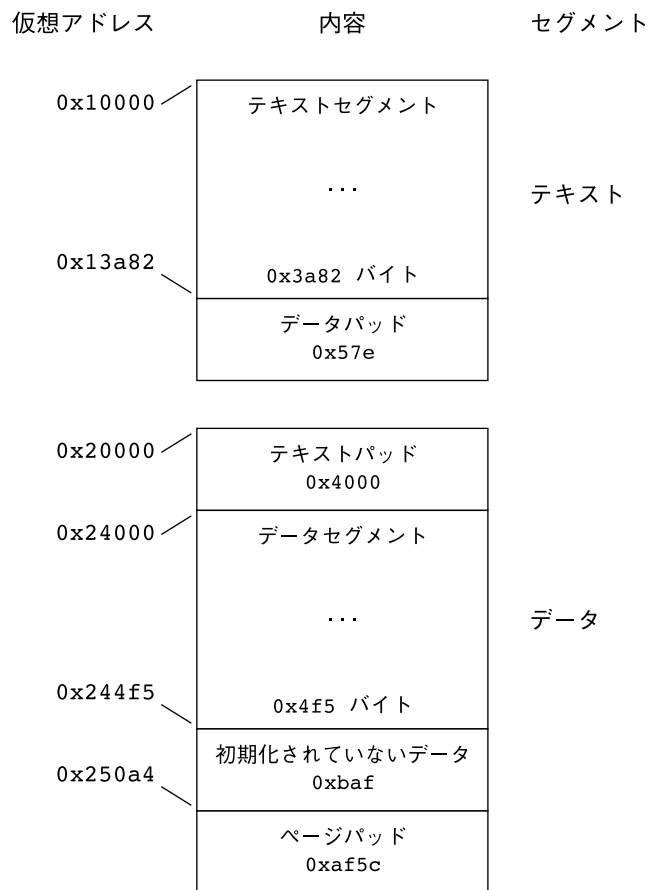 仮想アドレス 内容 セグメント
0x10000
テキストセグメント
...
テキスト
0x13a82
0x3a82 バイト
データパッド
0x57e
0x20000
テキストパッド
0x4000
0x24000
データセグメント
...
データ
0x244f5
0x4f5 バイト
初期化されていないデータ
0xbaf
0x250a4
ページパッド
0xaf5c